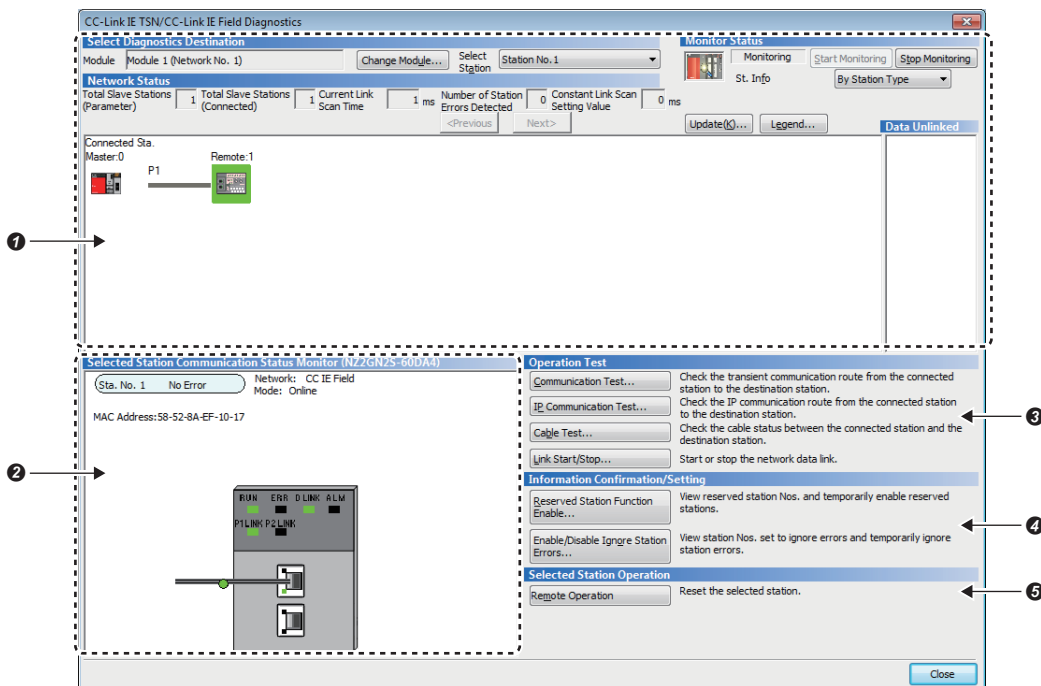 CC-Link IE TSN/CC-Link IE Field Diagnostics
Select Diagnostics Destination
Module
Module 1 (Network No. 1)
Change Module...
Select Station
Station No.1
Monitor Status
Monitoring
Start Monitoring
Stop Monitoring
St. Info
By Station Type
Network Status
Total Slave Stations (Parameter)
1
Total Slave Stations (Connected)
1
Current Link Scan Time
1 ms
Number of Station Errors Detected
0
Constant Link Scan Setting Value
0 ms
<Previous
Next>
Update(K)...
Legend...
Data Unlinked
Connected Sta.
Master:0
Remote:1
P1
1
Selected Station Communication Status Monitor (NZ2GN2S-60DA4)
Sta. No. 1 No Error
Network: CC IE Field
Mode: Online
MAC Address:58-52-8A-EF-10-17
2
RUN ERR D LINK ALM
P1 LINK P2 LINK
Operation Test
Communication Test...
Check the transient communication route from the connected
station to the destination station.
IP Communication Test...
Check the IP communication route from the connected station
to the destination station.
Cable Test...
Check the cable status between the connected station and the
destination station.
Link Start/Stop...
Start or stop the network data link.
3
Information Confirmation/Setting
Reserved Station Function
Enable...
View reserved station Nos. and temporarily enable reserved
stations.
Enable/Disable Ignore Station
Errors...
View station Nos. set to ignore errors and temporarily ignore
station errors.
4
Selected Station Operation
Remote Operation
Reset the selected station.
5
Close